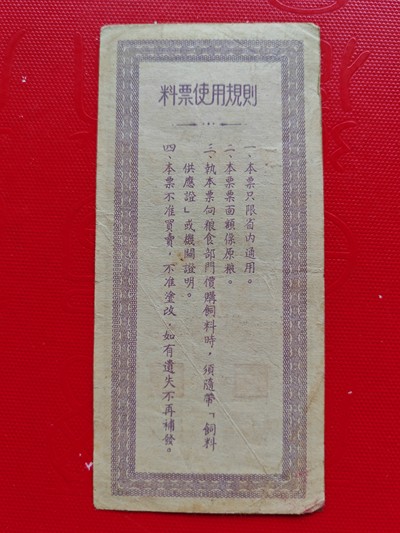 料票使用規則
一、本票只限省内通用。
二、本票票面額係原粮。
三、執本票向粮食部門價購飼料時，須隨帶「飼料
供應證」或機關證明。
四、本票不准買賣，不准塗改、如有遺失不再補發。